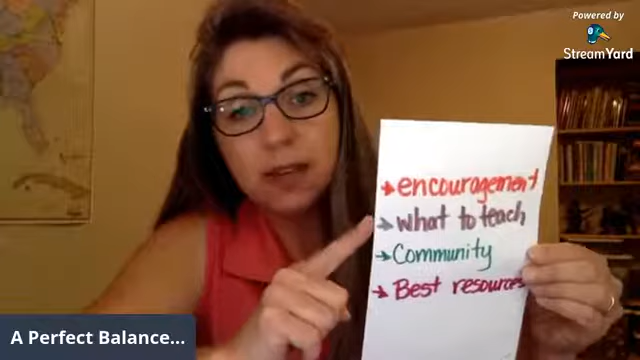 Powered by
StreamYard
encouragement
what to teach
Community
Best resources
A Perfect Balance...